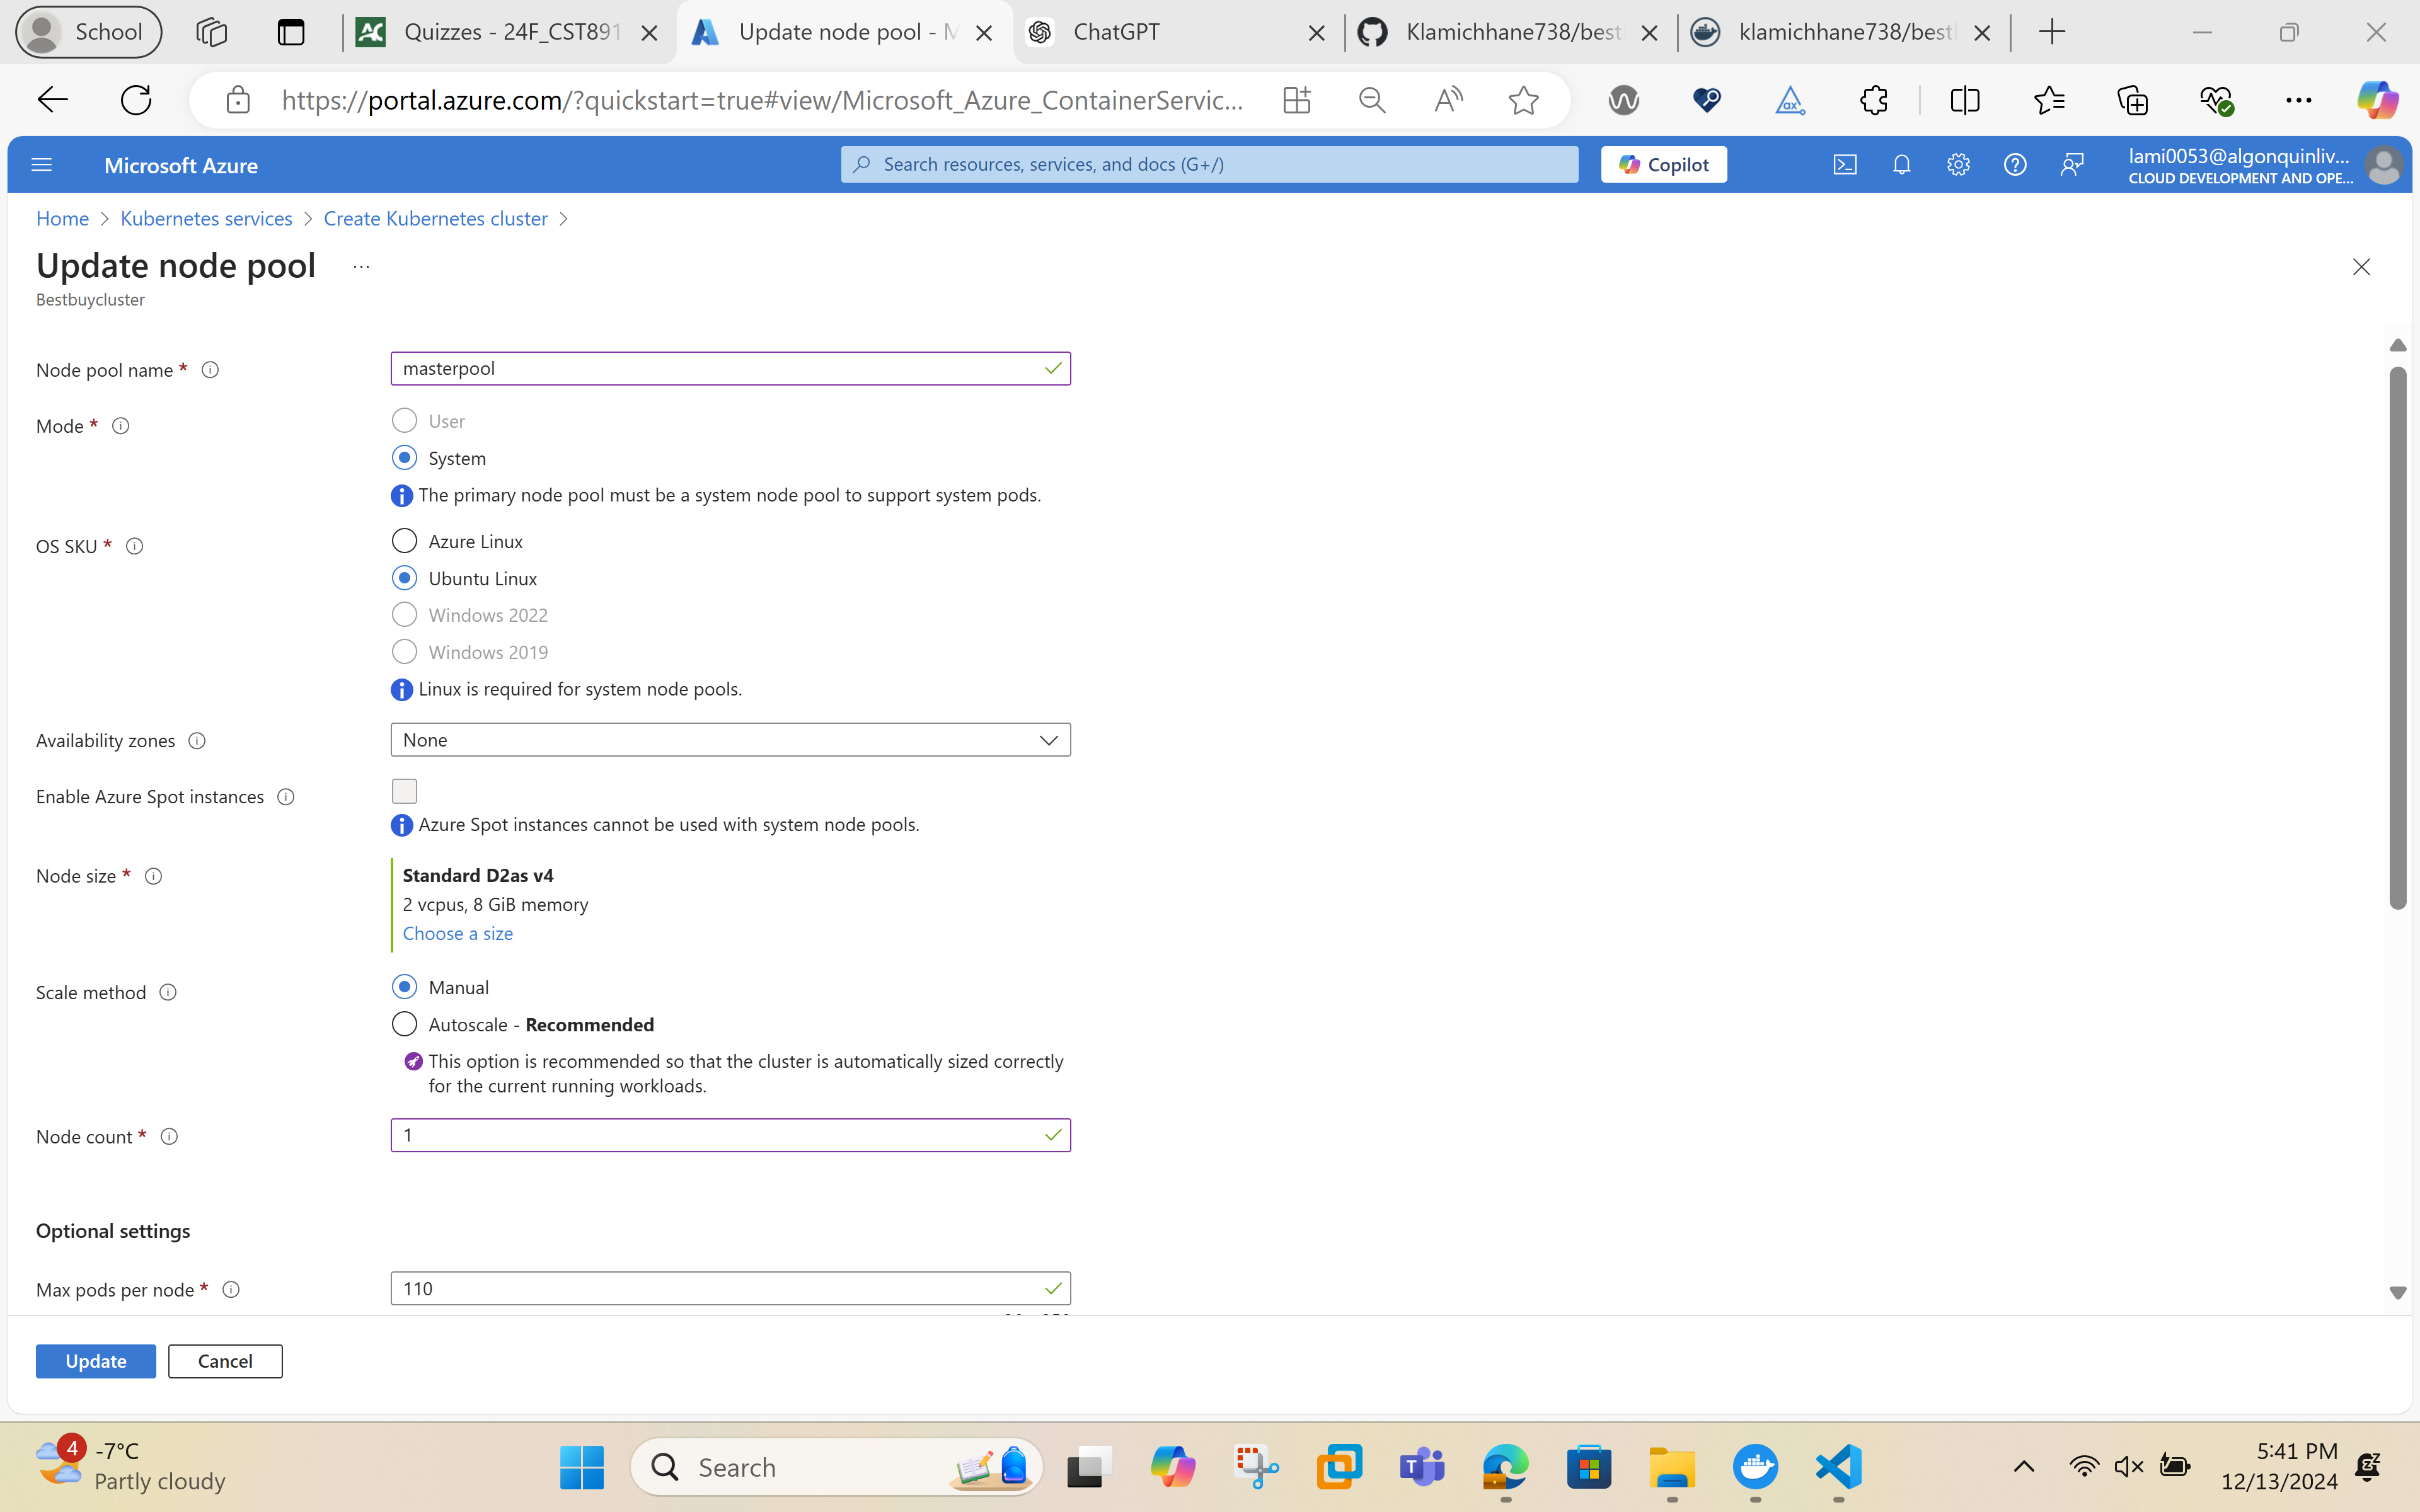 School
Quizzes - 24F_CST891
Update node pool - M
ChatGPT
Klamichhane738/best
klamichhane738/best
https://portal.azure.com/?quickstart=true#view/Microsoft_Azure_ContainerServic...
Microsoft Azure
Search resources, services, and docs (G+/)
Copilot
lami0053@algonquinliv...
CLOUD DEVELOPMENT AND OPE...
Home > Kubernetes services > Create Kubernetes cluster >
Update node pool ...
Bestbuycluster
Node pool name *
masterpool
Mode *
User
System
The primary node pool must be a system node pool to support system pods.
OS SKU *
Azure Linux
Ubuntu Linux
Windows 2022
Windows 2019
Linux is required for system node pools.
Availability zones
None
Enable Azure Spot instances
Azure Spot instances cannot be used with system node pools.
Node size *
Standard D2as v4
2 vcpus, 8 GiB memory
Choose a size
Scale method
Manual
Autoscale - Recommended
This option is recommended so that the cluster is automatically sized correctly
for the current running workloads.
Node count *
1
Optional settings
Max pods per node *
110
Update
Cancel
4
-7°C
Partly cloudy
Search
5:41 PM
12/13/2024